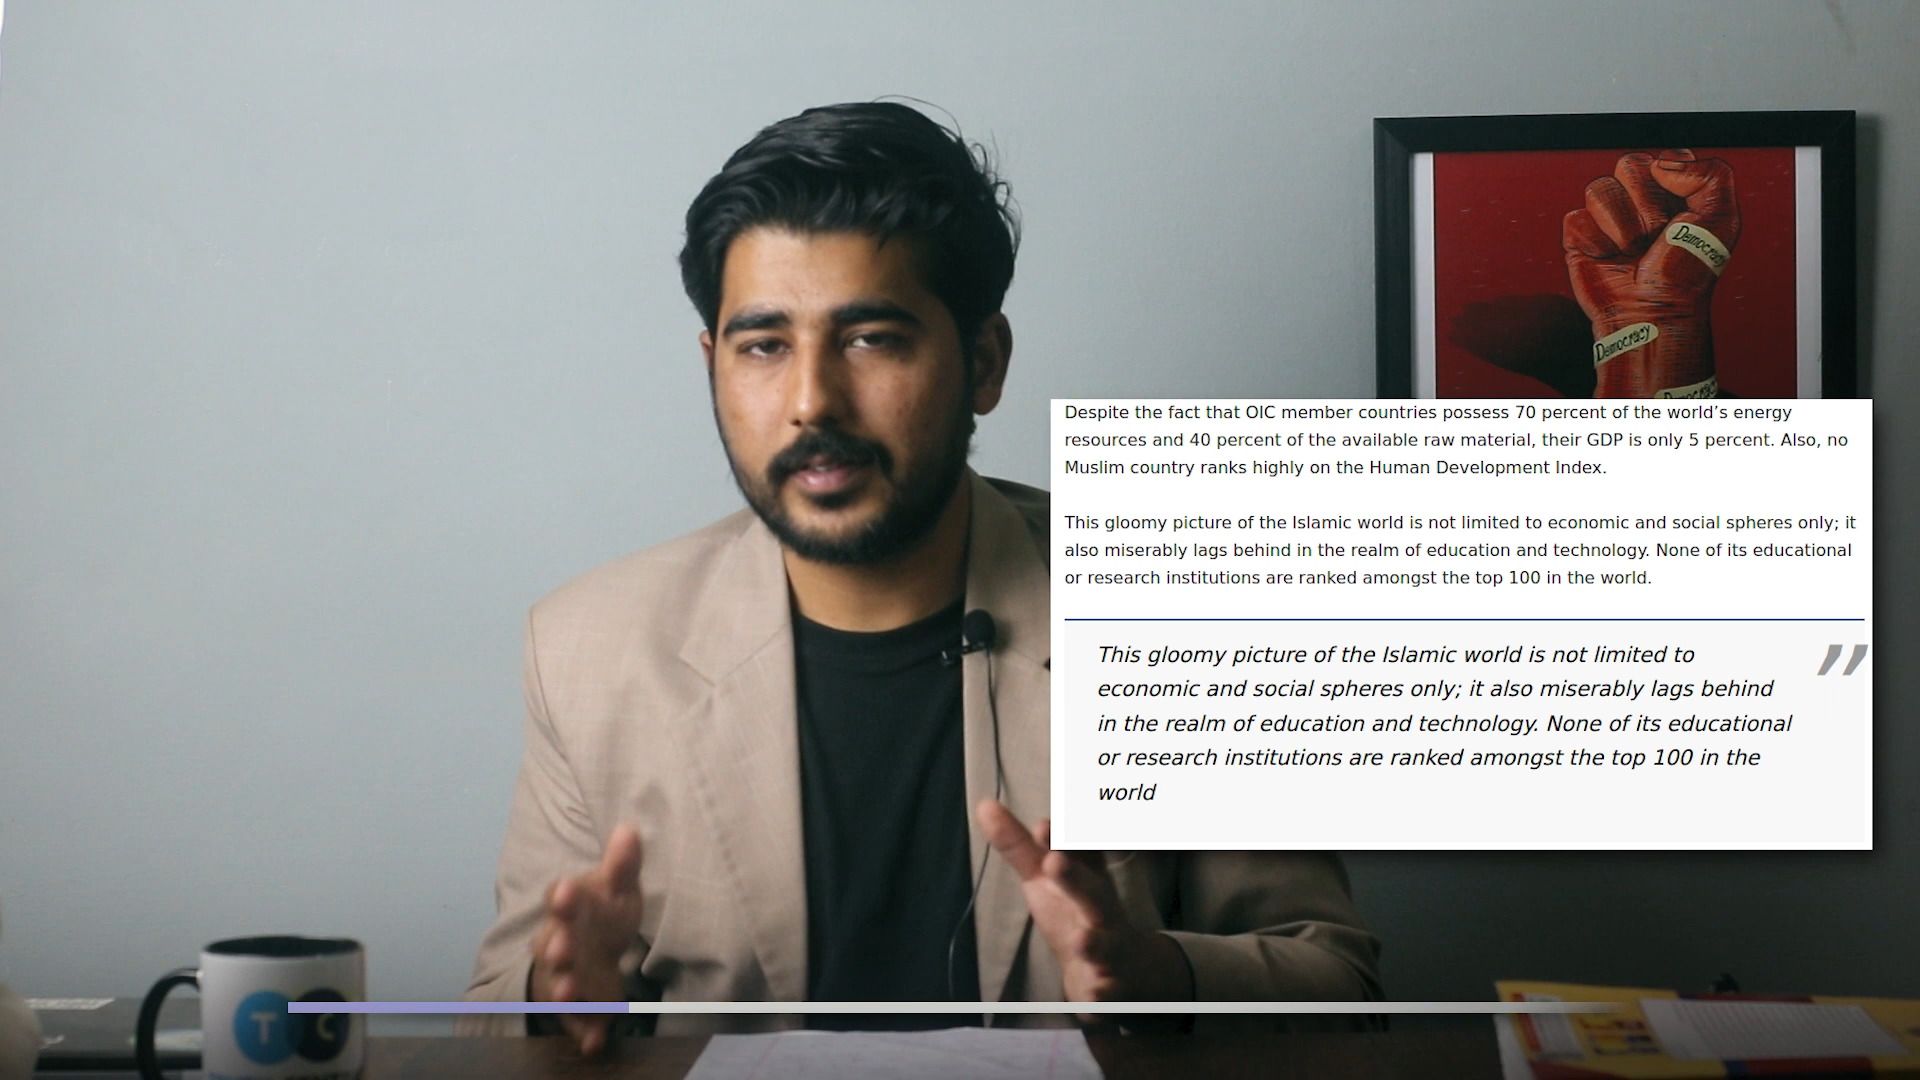 Democracy
Democracy
Democracy
Despite the fact that OIC member countries possess 70 percent of the world’s energy
resources and 40 percent of the available raw material, their GDP is only 5 percent. Also, no
Muslim country ranks highly on the Human Development Index.
This gloomy picture of the Islamic world is not limited to economic and social spheres only; it
also miserably lags behind in the realm of education and technology. None of its educational
or research institutions are ranked amongst the top 100 in the world.
This gloomy picture of the Islamic world is not limited to
economic and social spheres only; it also miserably lags behind
in the realm of education and technology. None of its educational
or research institutions are ranked amongst the top 100 in the
world
”
TC